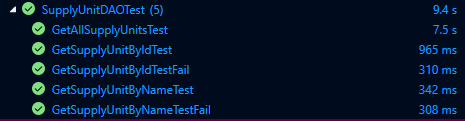 SupplyUnitDAOTest (5) 9.4 s
GetAllSupplyUnitsTest 7.5 s
GetSupplyUnitByIdTest 965 ms
GetSupplyUnitByIdTestFail 310 ms
GetSupplyUnitByNameTest 342 ms
GetSupplyUnitByNameTestFail 308 ms